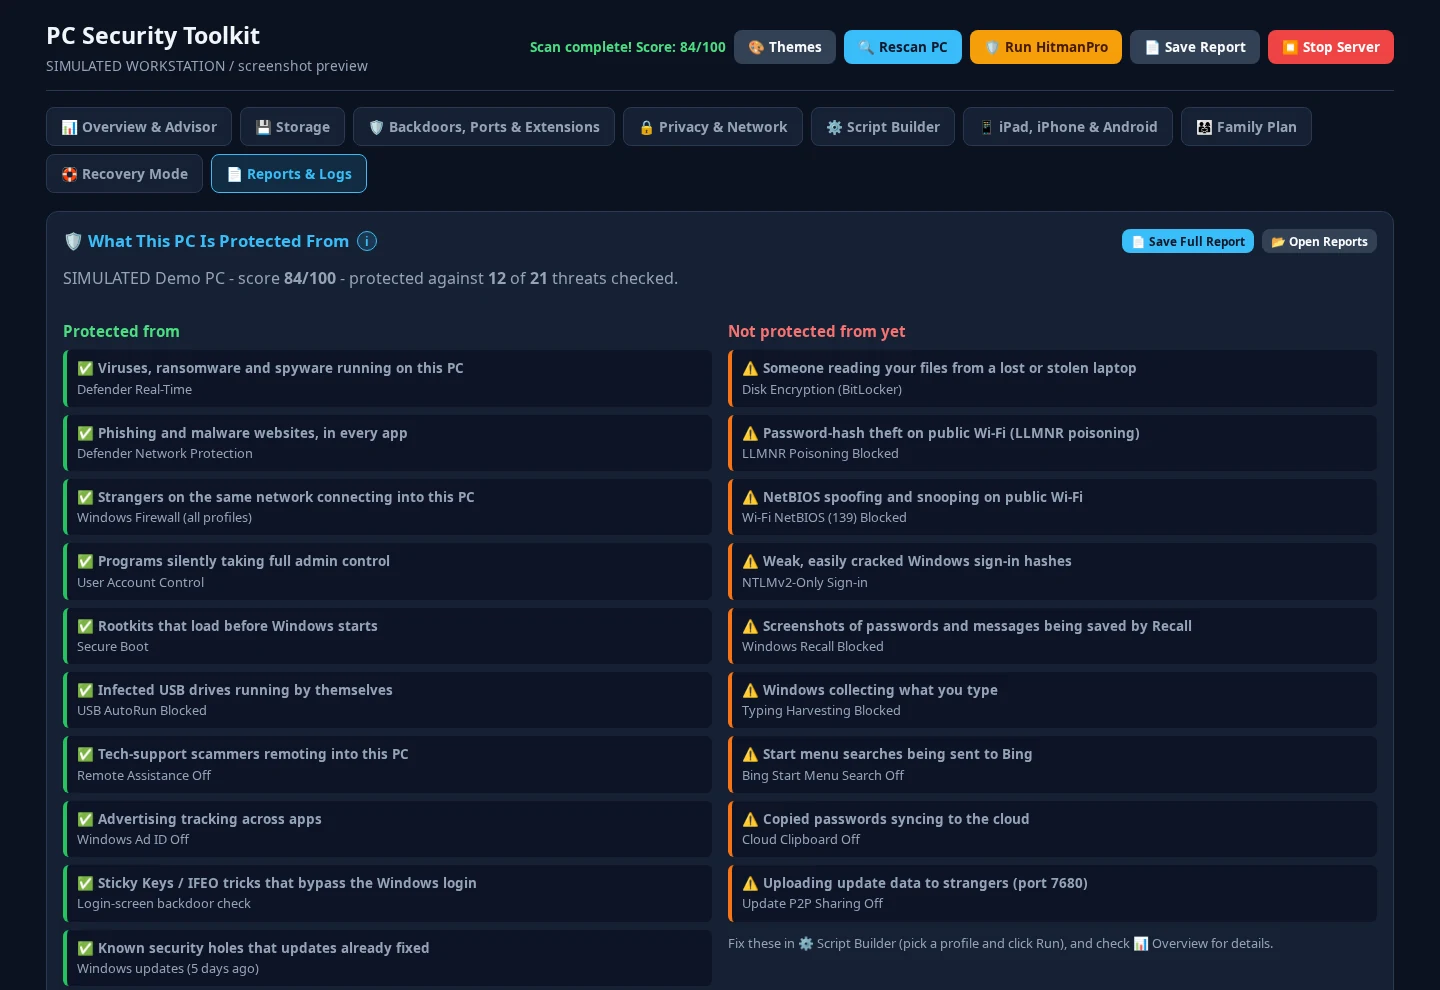 PC Security Toolkit
SIMULATED WORKSTATION / screenshot preview
Scan complete! Score: 84/100
🎨 Themes
🔍 Rescan PC
🛡️ Run HitmanPro
📄 Save Report
⏹️ Stop Server
📊 Overview & Advisor
💾 Storage
🛡️ Backdoors, Ports & Extensions
🔒 Privacy & Network
⚙️ Script Builder
📱 iPad, iPhone & Android
👨‍👩‍👧 Family Plan
🛟 Recovery Mode
📄 Reports & Logs
🛡️ What This PC Is Protected From i
📄 Save Full Report
📂 Open Reports
SIMULATED Demo PC - score 84/100 - protected against 12 of 21 threats checked.
Protected from
✅ Viruses, ransomware and spyware running on this PC
Defender Real-Time
✅ Phishing and malware websites, in every app
Defender Network Protection
✅ Strangers on the same network connecting into this PC
Windows Firewall (all profiles)
✅ Programs silently taking full admin control
User Account Control
✅ Rootkits that load before Windows starts
Secure Boot
✅ Infected USB drives running by themselves
USB AutoRun Blocked
✅ Tech-support scammers remoting into this PC
Remote Assistance Off
✅ Advertising tracking across apps
Windows Ad ID Off
✅ Sticky Keys / IFEO tricks that bypass the Windows login
Login-screen backdoor check
✅ Known security holes that updates already fixed
Windows updates (5 days ago)
Not protected from yet
⚠️ Someone reading your files from a lost or stolen laptop
Disk Encryption (BitLocker)
⚠️ Password-hash theft on public Wi-Fi (LLMNR poisoning)
LLMNR Poisoning Blocked
⚠️ NetBIOS spoofing and snooping on public Wi-Fi
Wi-Fi NetBIOS (139) Blocked
⚠️ Weak, easily cracked Windows sign-in hashes
NTLMv2-Only Sign-in
⚠️ Screenshots of passwords and messages being saved by Recall
Windows Recall Blocked
⚠️ Windows collecting what you type
Typing Harvesting Blocked
⚠️ Start menu searches being sent to Bing
Bing Start Menu Search Off
⚠️ Copied passwords syncing to the cloud
Cloud Clipboard Off
⚠️ Uploading update data to strangers (port 7680)
Update P2P Sharing Off
Fix these in ⚙️ Script Builder (pick a profile and click Run), and check 📊 Overview for details.